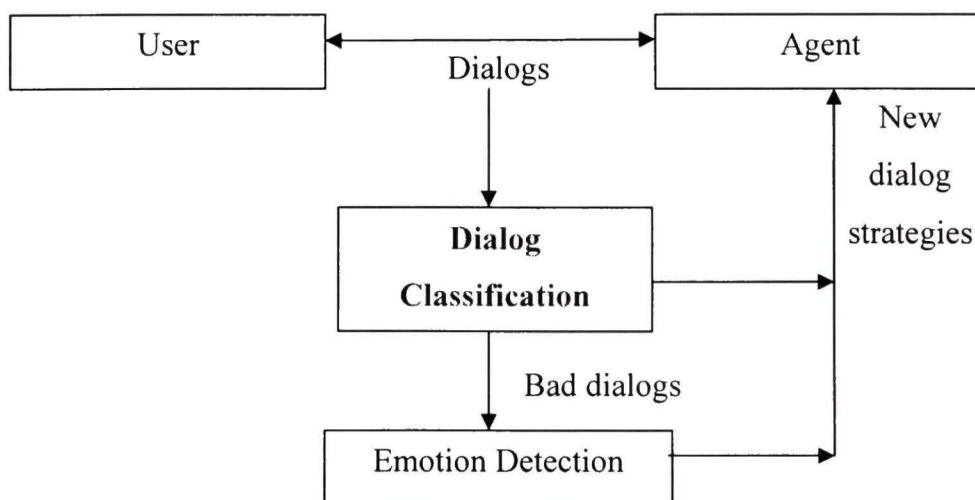 User
Agent
Dialogs
New
dialog
strategies
Dialog
Classification
Bad dialogs
Emotion Detection